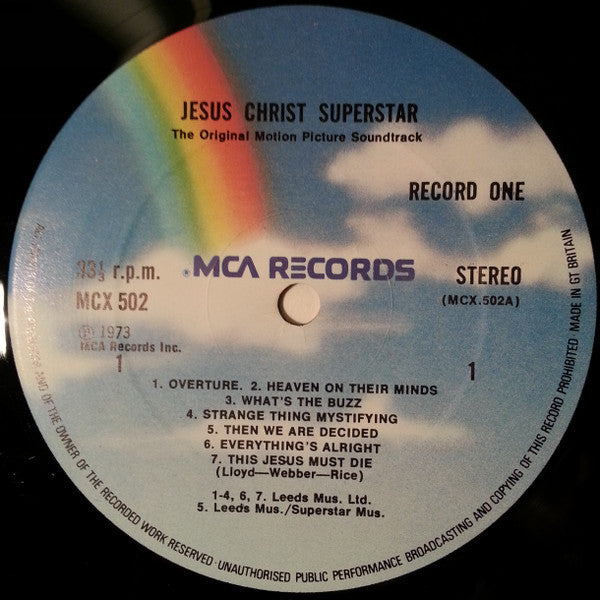 JESUS CHRIST SUPERSTAR
The Original Motion Picture Soundtrack
RECORD ONE
33⅓ r.p.m.
MCX 502
® MCA RECORDS
STEREO
(MCX.502A)
Ⓟ 1973
MCA Records Inc.
1
1
1. OVERTURE. 2. HEAVEN ON THEIR MINDS
3. WHAT'S THE BUZZ
4. STRANGE THING MYSTIFYING
5. THEN WE ARE DECIDED
6. EVERYTHING'S ALRIGHT
7. THIS JESUS MUST DIE
(Lloyd—Webber—Rice)
1-4, 6, 7. Leeds Mus. Ltd.
5. Leeds Mus./Superstar Mus.
AND OF THE OWNER OF THE RECORDED WORK RESERVED · UNAUTHORISED PUBLIC PERFORMANCE BROADCASTING AND COPYING OF THIS RECORD PROHIBITED MADE IN GT BRITAIN